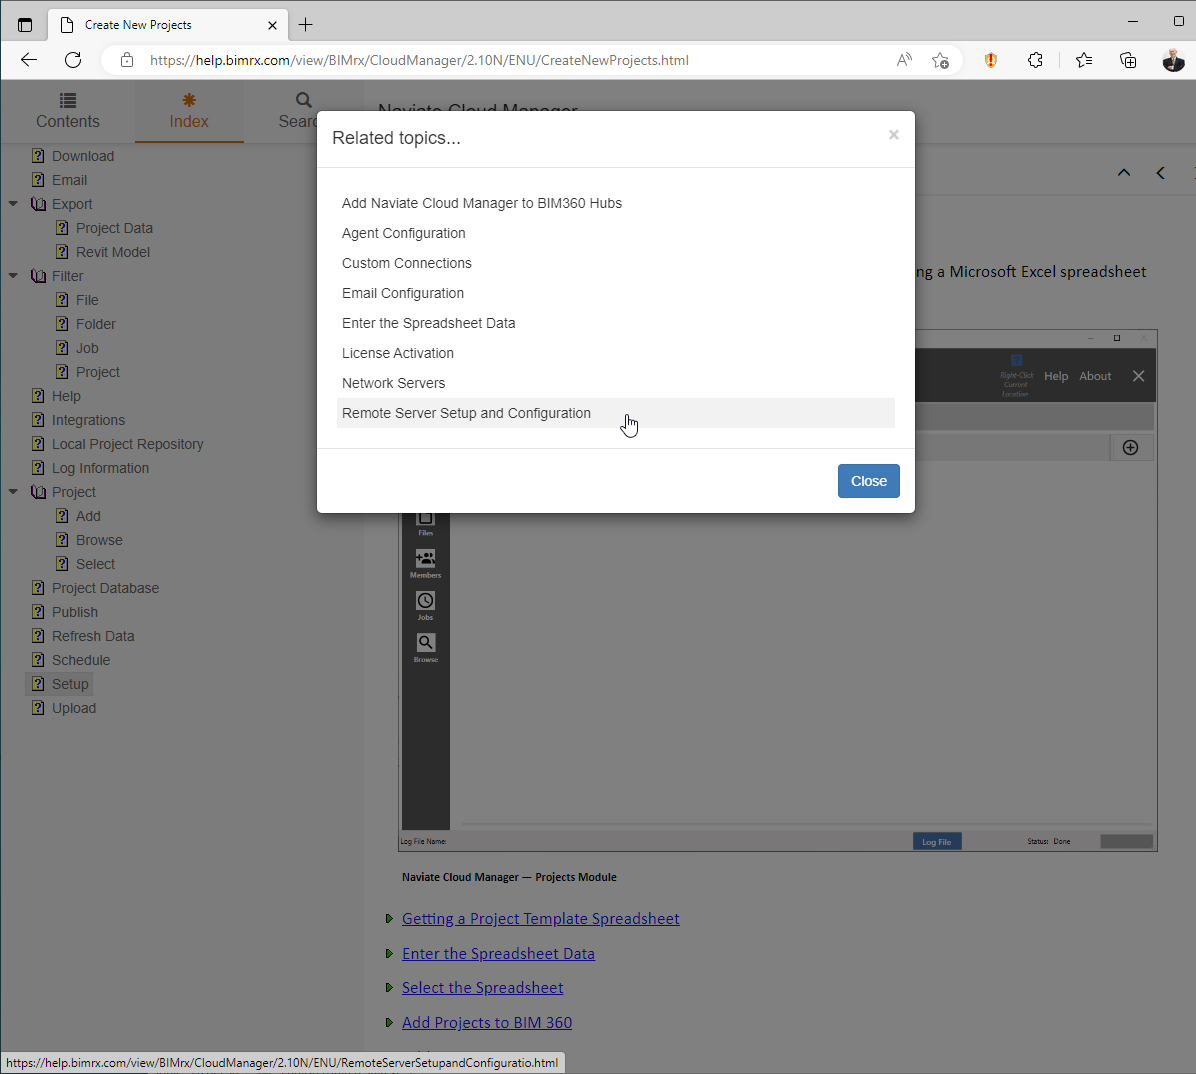 Create New Projects
https://help.bimrx.com/view/BIMrx/CloudManager/2.10N/ENU/CreateNewProjects.html
Contents
Index
Search
Naviate Cloud Manager
Download
Email
Export
Project Data
Revit Model
Filter
File
Folder
Job
Project
Help
Integrations
Local Project Repository
Log Information
Project
Add
Browse
Select
Project Database
Publish
Refresh Data
Schedule
Setup
Upload
Related topics...
Add Naviate Cloud Manager to BIM360 Hubs
Agent Configuration
Custom Connections
Email Configuration
Enter the Spreadsheet Data
License Activation
Network Servers
Remote Server Setup and Configuration
Close
ng a Microsoft Excel spreadsheet
Right-Click
Current
Location
Help About
Files
Members
Jobs
Browse
Log File Name:
Log File
Status: Done
Naviate Cloud Manager — Projects Module
Getting a Project Template Spreadsheet
Enter the Spreadsheet Data
Select the Spreadsheet
Add Projects to BIM 360
https://help.bimrx.com/view/BIMrx/CloudManager/2.10N/ENU/RemoteServerSetupandConfiguratio.html